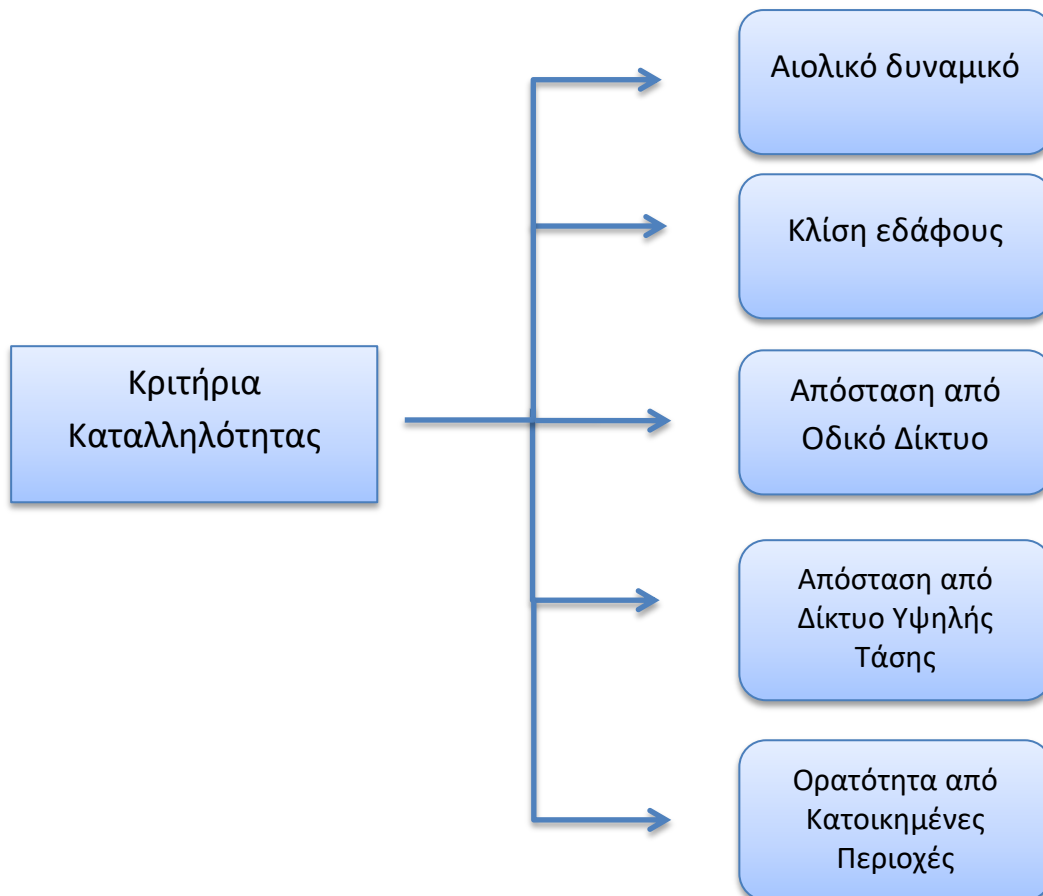 Κριτήρια
Καταλληλότητας
Αιολικό δυναμικό
Κλίση εδάφους
Απόσταση από
Οδικό Δίκτυο
Απόσταση από
Δίκτυο Υψηλής
Τάσης
Ορατότητα από
Κατοικημένες
Περιοχές